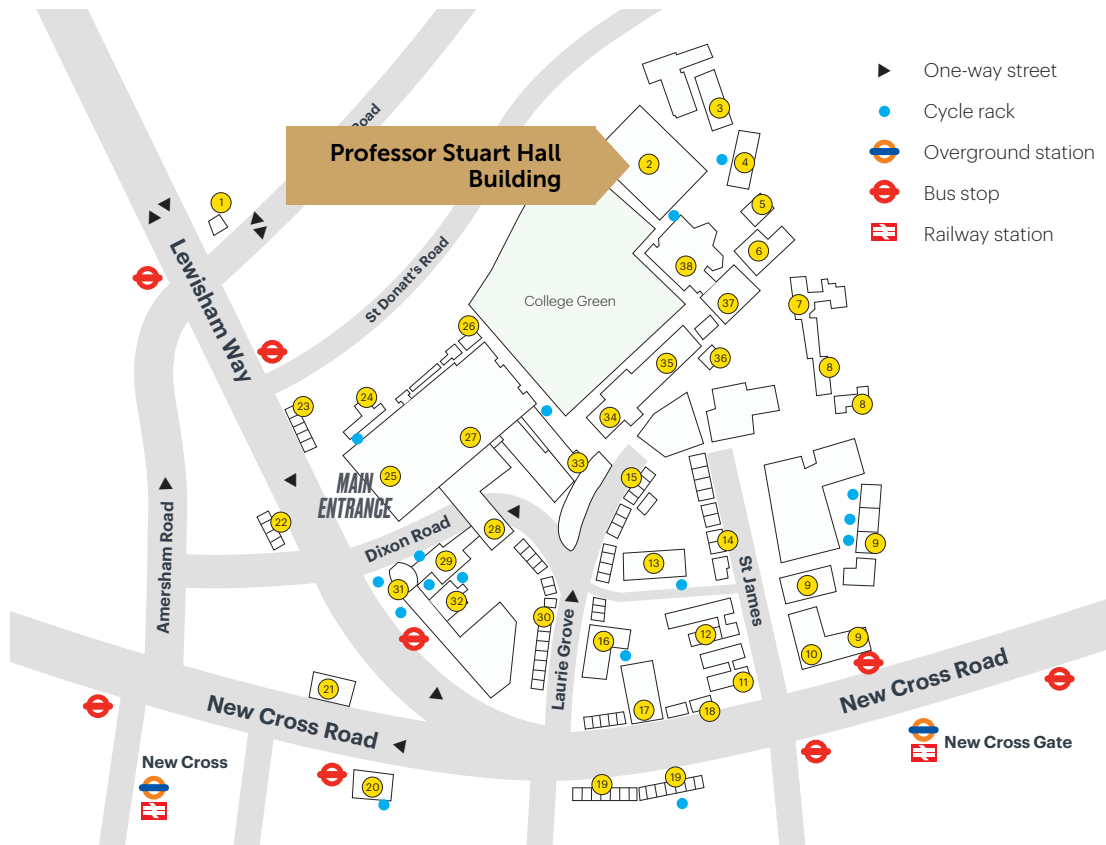 One-way street
Cycle rack
Overground station
Bus stop
Railway station
Professor Stuart Hall
Building
Road
1
2
3
4
5
6
38
37
7
8
8
Lewisham Way
St Donatt's Road
College Green
26
35
36
34
24
23
27
25
MAIN
ENTRANCE
33
15
22
28
Dixon Road
29
31
32
30
13
14
9
9
9
10
Amersham Road
St James
Laurie Grove
16
12
11
17
18
21
New Cross Road
New Cross Road
New Cross Gate
New Cross
20
19
19